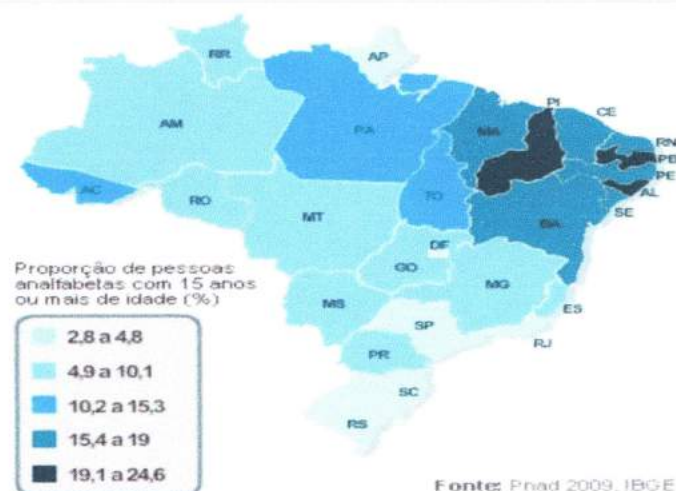 RR
AP
AM
PA
MA
PI
CE
RN
PB
PE
AL
SE
AC
RO
TO
BA
MT
DF
GO
MG
ES
MS
SP
RJ
PR
SC
RS
Proporção de pessoas
analfabetas com 15 anos
ou mais de idade (%)
2,8 a 4,8
4,9 a 10,1
10,2 a 15,3
15,4 a 19
19,1 a 24,6
Fonte: Pnad 2009, IBGE